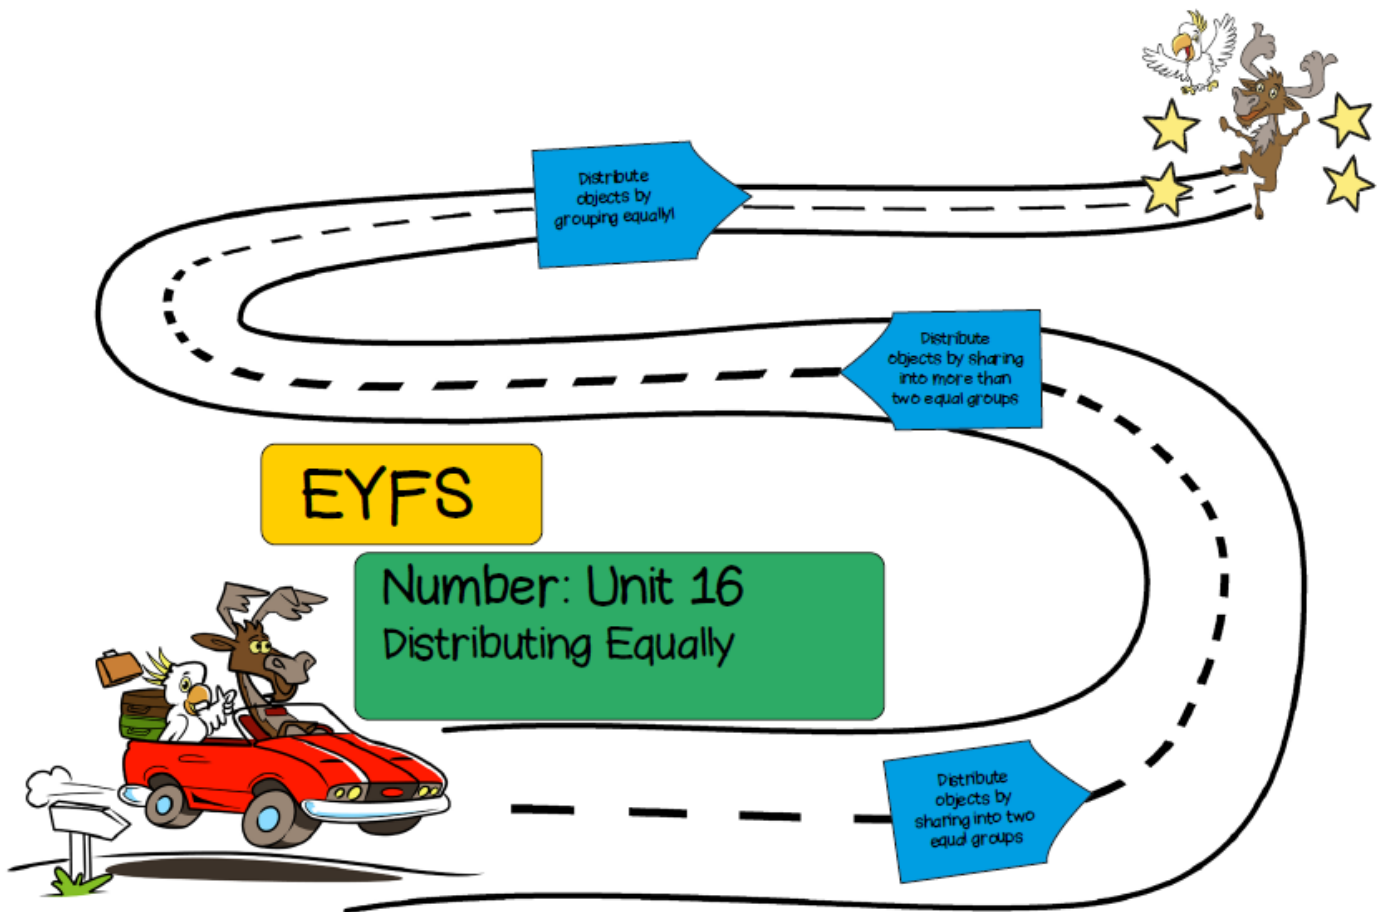 Distribute
objects by
grouping equally!
Distribute
objects by sharing
into more than
two equal groups
EYFS
Number: Unit 16
Distributing Equally
Distribute
objects by
sharing into two
equal groups